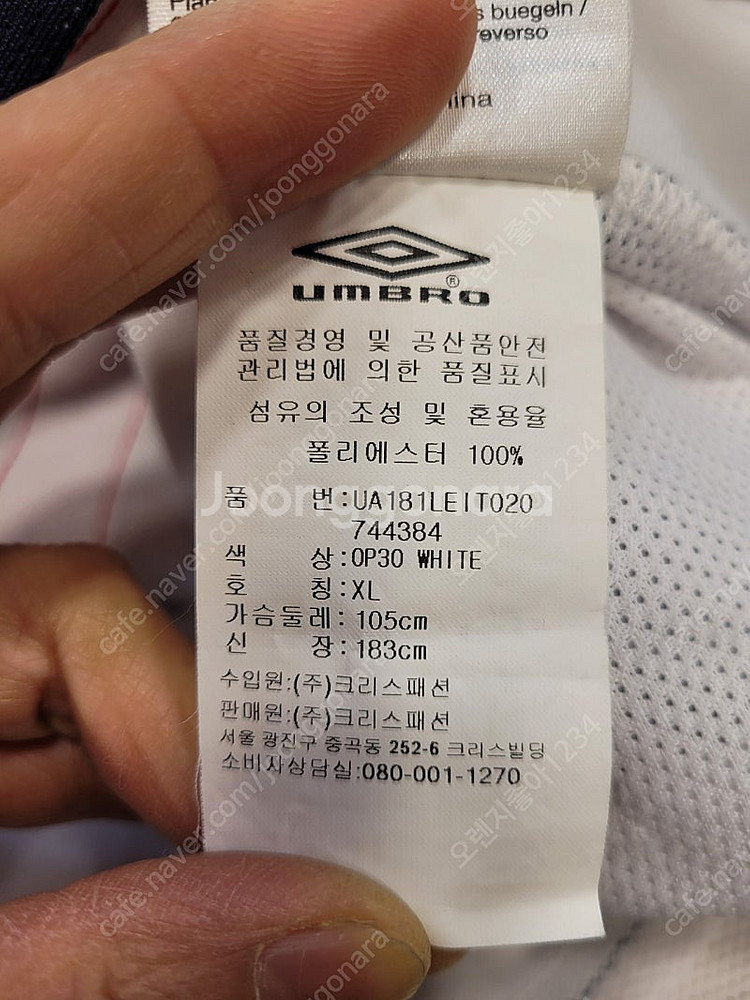 s buegeln /
reverso
UMBRO®
품질경영 및 공산품안전
관리법에 의한 품질표시
섬유의 조성 및 혼용율
폴리에스터 100%
Joonggonara
품 번:UA181LEIT020
744384
색 상:OP30 WHITE
호 칭:XL
가슴둘레:105cm
신 장:183cm
수입원:(주)크리스패션
판매원:(주)크리스패션
서울 광진구 중곡동 252-6 크리스빌딩
소비자상담실:080-001-1270
cafe.naver.com/joonggonara
오렌지좋아1234